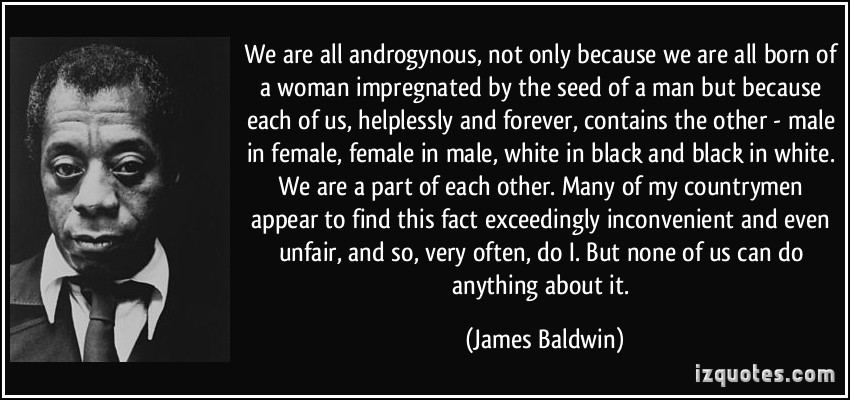 We are all androgynous, not only because we are all born of
a woman impregnated by the seed of a man but because
each of us, helplessly and forever, contains the other - male
in female, female in male, white in black and black in white.
We are a part of each other. Many of my countrymen
appear to find this fact exceedingly inconvenient and even
unfair, and so, very often, do I. But none of us can do
anything about it.
(James Baldwin)
izquotes.com